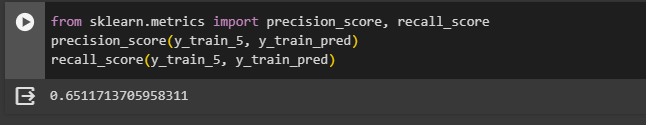 from sklearn.metrics import precision_score, recall_score
precision_score(y_train_5, y_train_pred)
recall_score(y_train_5, y_train_pred)
0.6511713705958311